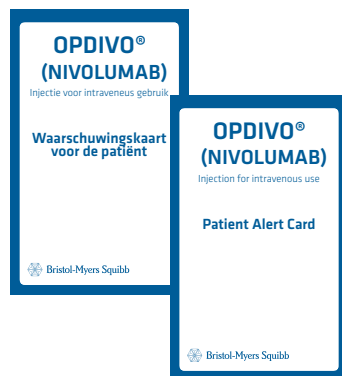 OPDIVO®
(NIVOLUMAB)
Injectie voor intraveneus gebruik
Waarschuwingskaart
voor de patiënt
Bristol-Myers Squibb
OPDIVO®
(NIVOLUMAB)
Injection for intravenous use
Patient Alert Card
Bristol-Myers Squibb